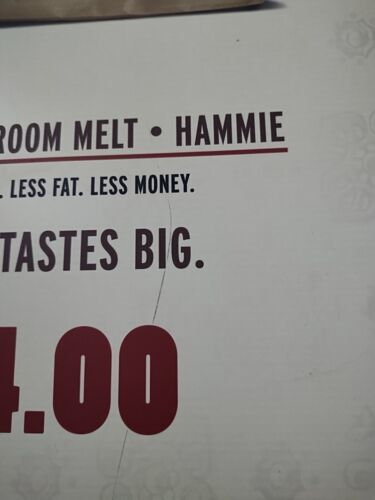 ROOM MELT • HAMMIE
. LESS FAT. LESS MONEY.
TASTES BIG.
4.00